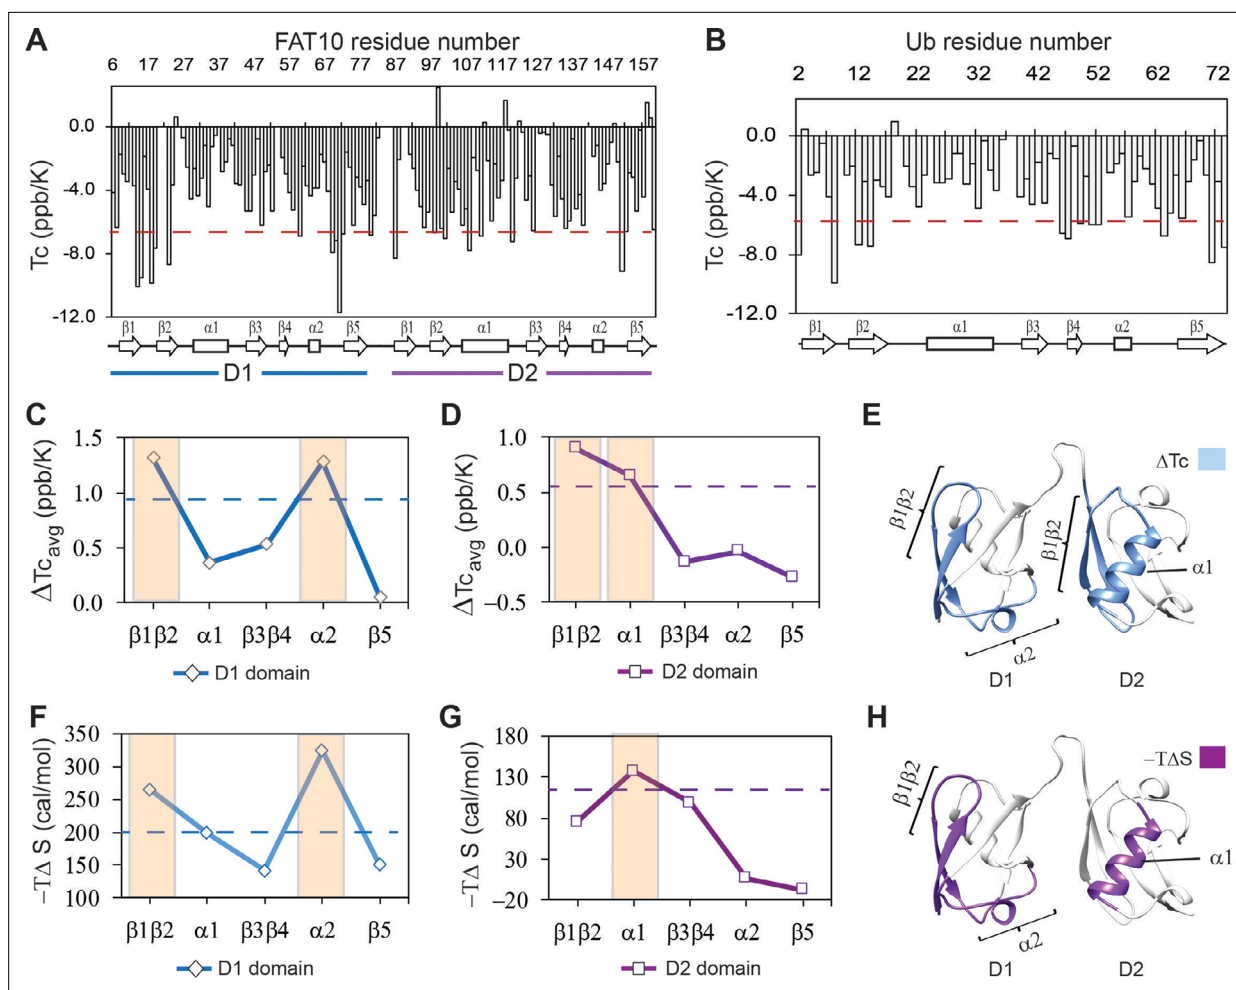 A
FAT10 residue number
6 17 27 37 47 57 67 77 87 97 107 117 127 137 147 157
Tc (ppb/K)
0.0
-4.0
-8.0
-12.0
β1 β2 α1 β3 β4 α2 β5 β1 β2 α1 β3 β4 α2 β5
D1 D2
B
Ub residue number
2 12 22 32 42 52 62 72
Tc (ppb/K)
0.0
-4.0
-8.0
-12.0
β1 β2 α1 β3 β4 α2 β5
C
ΔTcavg (ppb/K)
1.5
1.0
0.5
0.0
β1β2 α1 β3β4 α2 β5
D1 domain
D
ΔTcavg (ppb/K)
1.0
0.5
0.0
−0.5
β1β2 α1 β3β4 α2 β5
D2 domain
E
ΔTc
β1β2
β1β2
α1
α2
D1 D2
F
−TΔ S (cal/mol)
350
300
250
200
150
100
β1β2 α1 β3β4 α2 β5
D1 domain
G
−TΔ S (cal/mol)
180
130
80
30
−20
β1β2 α1 β3β4 α2 β5
D2 domain
H
−TΔS
β1β2
α1
α2
D1 D2